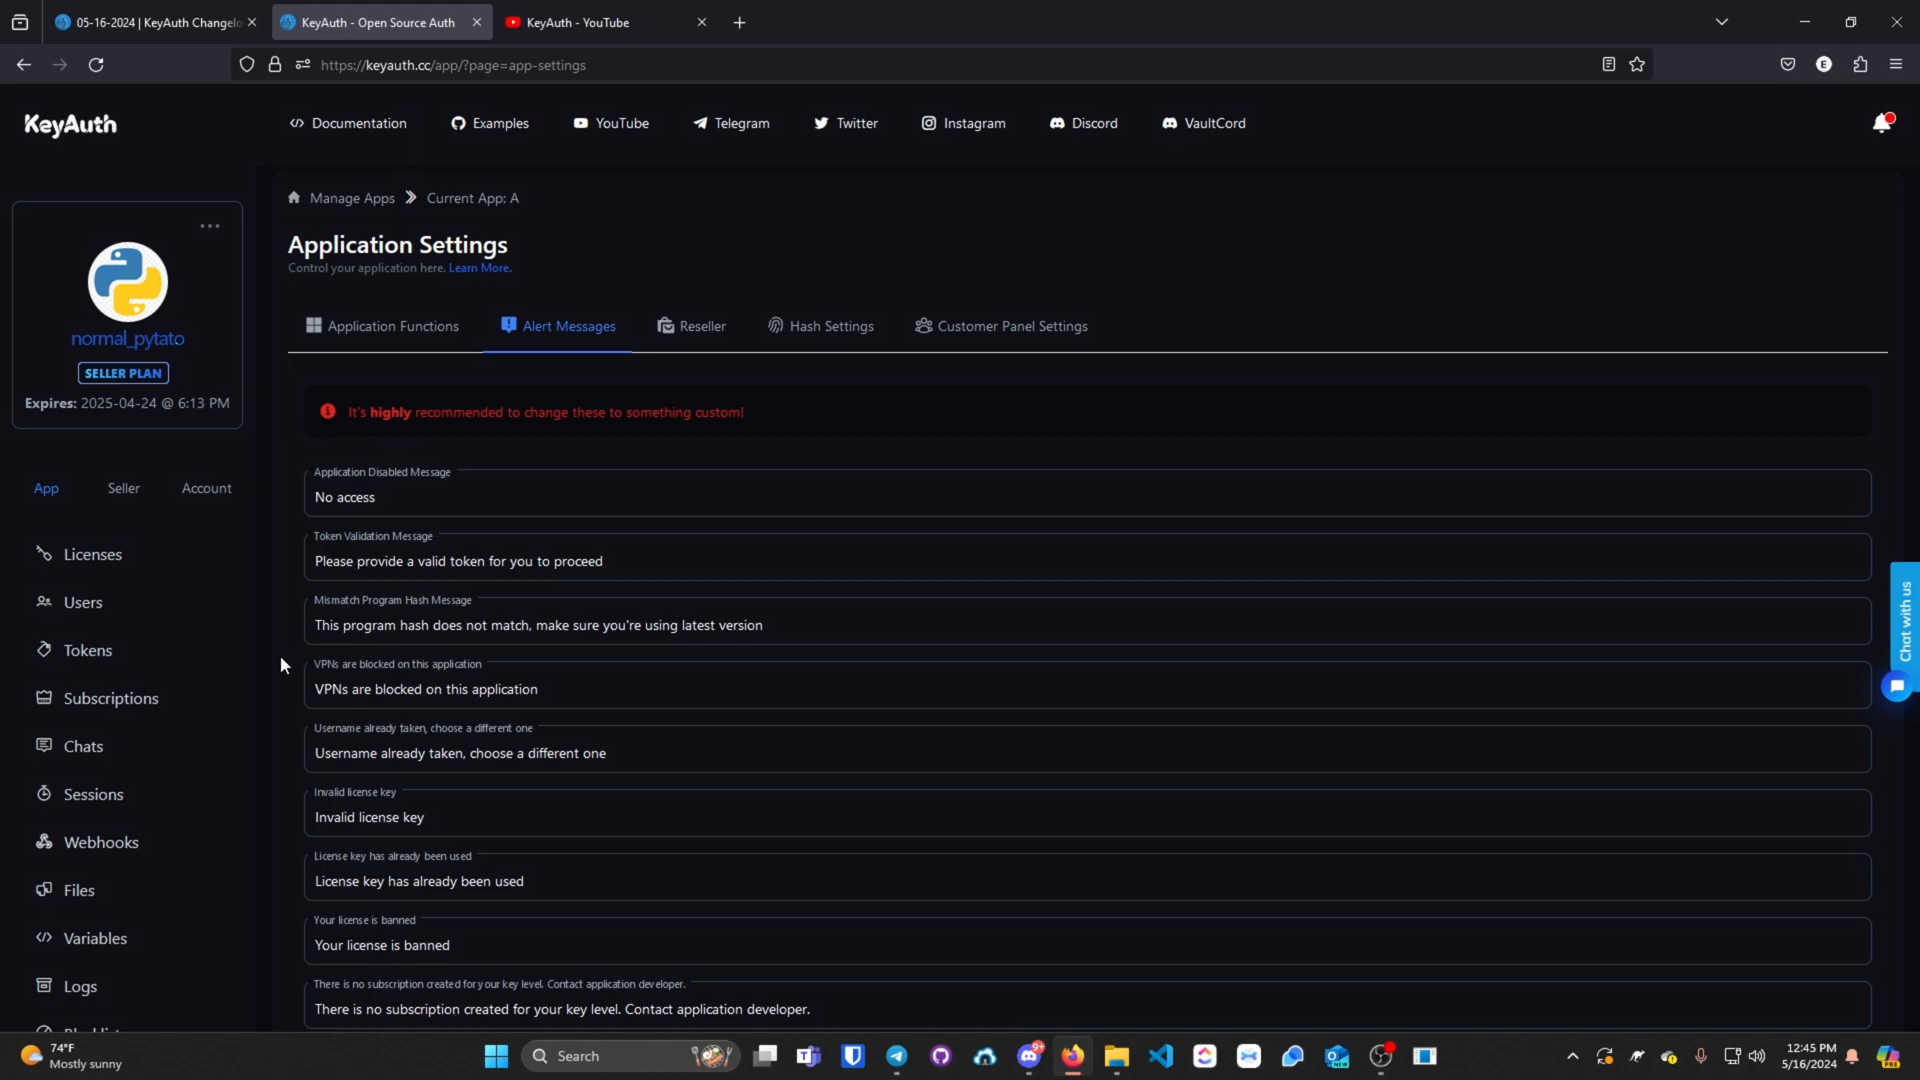 05-16-2024 | KeyAuth Changelo
KeyAuth - Open Source Auth
KeyAuth - YouTube
https://keyauth.cc/app/?page=app-settings
E
KeyAuth
Documentation
Examples
YouTube
Telegram
Twitter
Instagram
Discord
VaultCord
Manage Apps
Current App: A
normal_pytato
SELLER PLAN
Expires: 2025-04-24 @ 6:13 PM
Application Settings
Control your application here. Learn More.
Application Functions
Alert Messages
Reseller
Hash Settings
Customer Panel Settings
It's highly recommended to change these to something custom!
App
Seller
Account
Licenses
Users
Tokens
Subscriptions
Chats
Sessions
Webhooks
Files
Variables
Logs
Application Disabled Message
No access
Token Validation Message
Please provide a valid token for you to proceed
Mismatch Program Hash Message
This program hash does not match, make sure you're using latest version
VPNs are blocked on this application
VPNs are blocked on this application
Username already taken, choose a different one
Username already taken, choose a different one
Invalid license key
Invalid license key
License key has already been used
License key has already been used
Your license is banned
Your license is banned
There is no subscription created for your key level. Contact application developer.
There is no subscription created for your key level. Contact application developer.
Chat with us
74°F
Mostly sunny
Search
9+
NEW
12:45 PM
5/16/2024
PRE